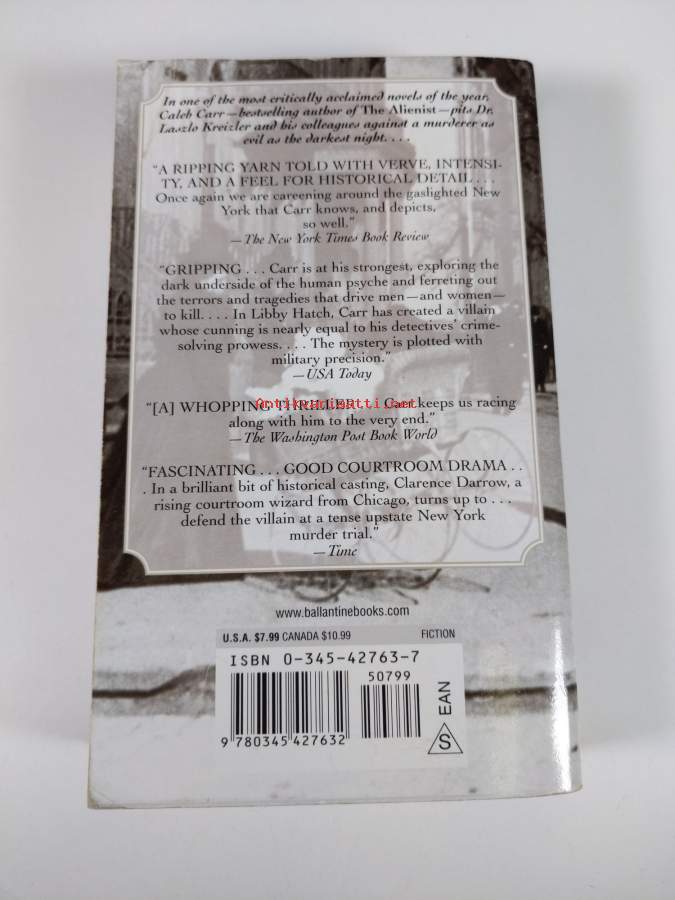 In one of the most critically acclaimed novels of the year,
Caleb Carr—bestselling author of The Alienist—pits Dr.
Laszlo Kreizler and his colleagues against a murderer as
evil as the darkest night. . . .
“A RIPPING YARN TOLD WITH VERVE, INTENSI-
TY, AND A FEEL FOR HISTORICAL DETAIL . . .
Once again we are careening around the gaslighted New
York that Carr knows, and depicts,
so well.”
—The New York Times Book Review
“GRIPPING . . . Carr is at his strongest, exploring the
dark underside of the human psyche and ferreting out
the terrors and tragedies that drive men—and women—
to kill. . . . In Libby Hatch, Carr has created a villain
whose cunning is nearly equal to his detectives’ crime-
solving prowess. . . . The mystery is plotted with
military precision.”
—USA Today
“[A] WHOPPING THRILLER . . . Carr keeps us racing
along with him to the very end.”
—The Washington Post Book World
“FASCINATING . . . GOOD COURTROOM DRAMA . .
. In a brilliant bit of historical casting, Clarence Darrow, a
rising courtroom wizard from Chicago, turns up to . . .
defend the villain at a tense upstate New York
murder trial.”
—Time
www.ballantinebooks.com
U.S.A. $7.99 CANADA $10.99 FICTION
ISBN 0-345-42763-7
50799
9 780345 427632
S EAN